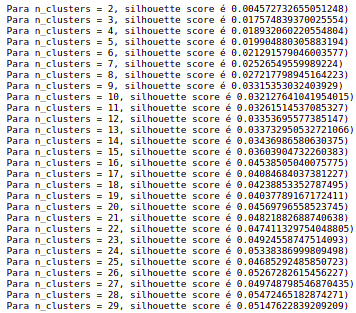 Para n_clusters = 2, silhouette score é 0.004572732655051248)
Para n_clusters = 3, silhouette score é 0.017574839370025554)
Para n_clusters = 4, silhouette score é 0.018932060220554804)
Para n_clusters = 5, silhouette score é 0.019904880305883194)
Para n_clusters = 6, silhouette score é 0.021291579046003577)
Para n_clusters = 7, silhouette score é 0.02526549559989224)
Para n_clusters = 8, silhouette score é 0.027217798945164223)
Para n_clusters = 9, silhouette score é 0.0331535303240392​9)
Para n_clusters = 10, silhouette score é 0.032127641041954015)
Para n_clusters = 11, silhouette score é 0.03261514537085327)
Para n_clusters = 12, silhouette score é 0.03353695577385147)
Para n_clusters = 13, silhouette score é 0.033732950532721066)
Para n_clusters = 14, silhouette score é 0.03436986580630375)
Para n_clusters = 15, silhouette score é 0.03603904732260383)
Para n_clusters = 16, silhouette score é 0.04538505040075775)
Para n_clusters = 17, silhouette score é 0.04084684037381227)
Para n_clusters = 18, silhouette score é 0.04238853352787495)
Para n_clusters = 19, silhouette score é 0.04037789167172411)
Para n_clusters = 20, silhouette score é 0.04569796558523745)
Para n_clusters = 21, silhouette score é 0.04821882688740638)
Para n_clusters = 22, silhouette score é 0.047411329754048805)
Para n_clusters = 23, silhouette score é 0.04924558747514093)
Para n_clusters = 24, silhouette score é 0.05338386999809498)
Para n_clusters = 25, silhouette score é 0.04685292485850723)
Para n_clusters = 26, silhouette score é 0.05267282615456227)
Para n_clusters = 27, silhouette score é 0.049748798546870435)
Para n_clusters = 28, silhouette score é 0.05472465182874271)
Para n_clusters = 29, silhouette score é 0.05147622839209209)